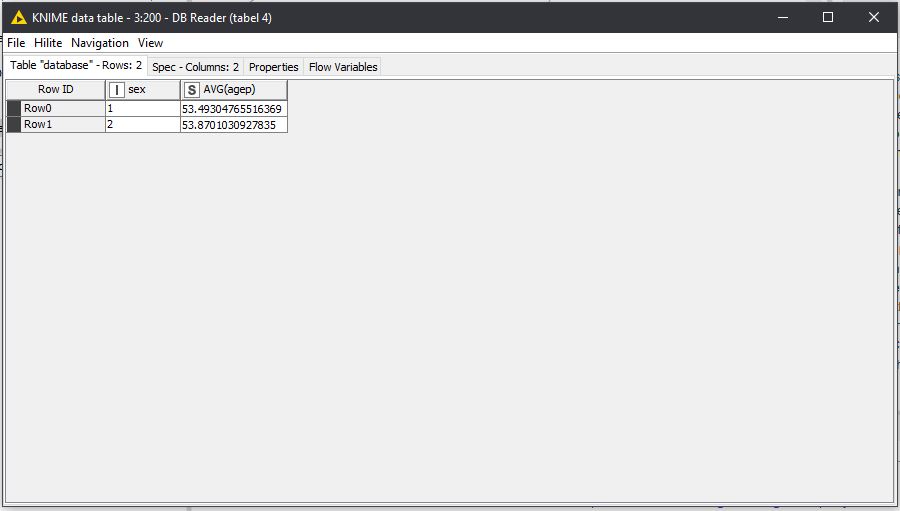 KNIME data table - 3:200 - DB Reader (tabel 4)
File Hilite Navigation View
Table "database" - Rows: 2 Spec - Columns: 2 Properties Flow Variables
Row ID I sex S AVG(agep)
Row0 1 53.49304765516369
Row1 2 53.8701030927835